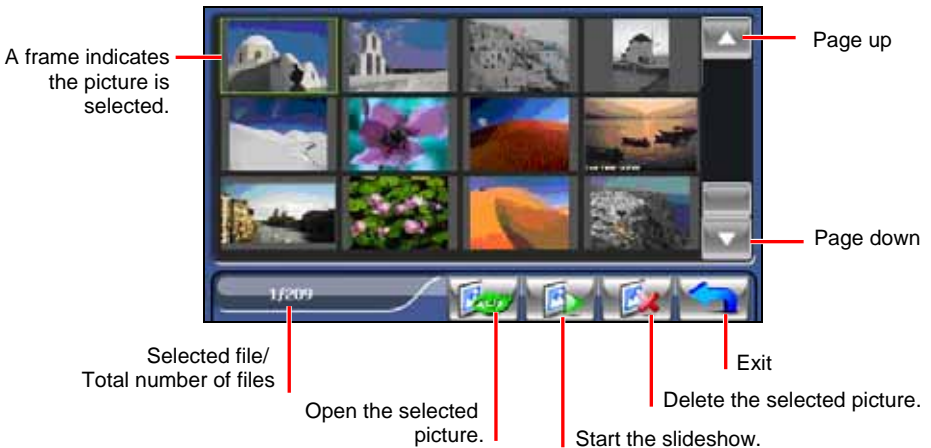 A frame indicates
the picture is
selected.
Page up
Page down
1/209
Selected file/
Total number of files
Open the selected
picture.
Start the slideshow.
Delete the selected picture.
Exit